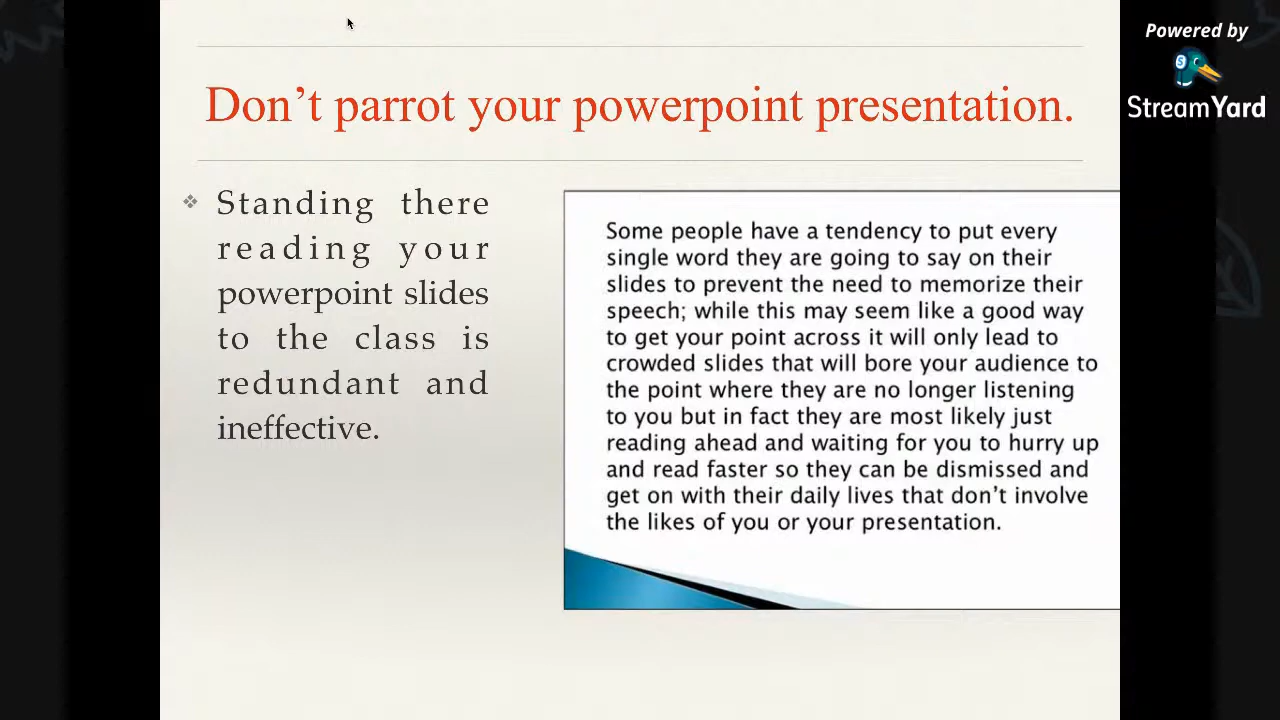 Powered by
StreamYard
Don’t parrot your powerpoint presentation.
Standing there
reading your
powerpoint slides
to the class is
redundant and
ineffective.
Some people have a tendency to put every
single word they are going to say on their
slides to prevent the need to memorize their
speech; while this may seem like a good way
to get your point across it will only lead to
crowded slides that will bore your audience to
the point where they are no longer listening
to you but in fact they are most likely just
reading ahead and waiting for you to hurry up
and read faster so they can be dismissed and
get on with their daily lives that don’t involve
the likes of you or your presentation.